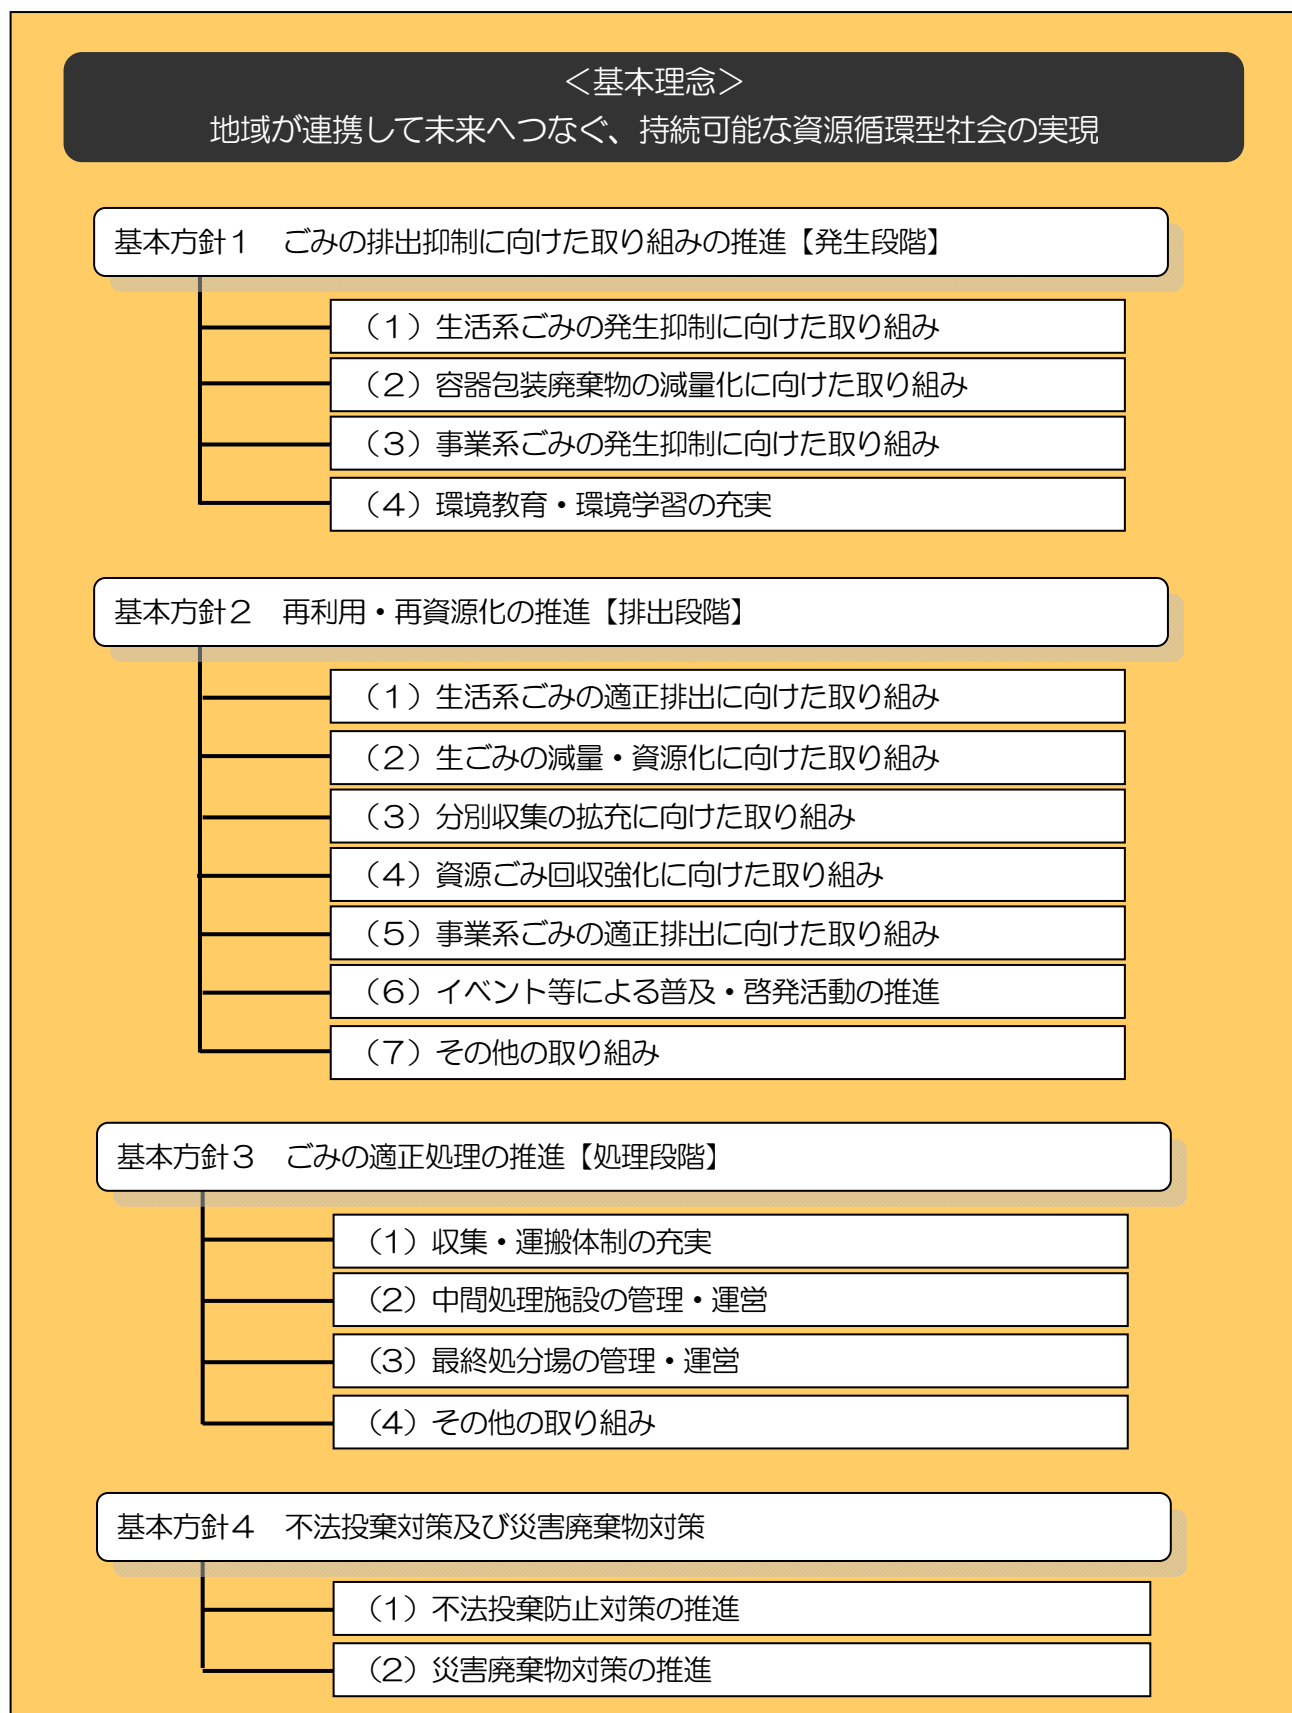 ＜基本理念＞
地域が連携して未来へつなぐ、持続可能な資源循環型社会の実現
基本方針１　ごみの排出抑制に向けた取り組みの推進【発生段階】
（１）生活系ごみの発生抑制に向けた取り組み
（２）容器包装廃棄物の減量化に向けた取り組み
（３）事業系ごみの発生抑制に向けた取り組み
（４）環境教育・環境学習の充実
基本方針２　再利用・再資源化の推進【排出段階】
（１）生活系ごみの適正排出に向けた取り組み
（２）生ごみの減量・資源化に向けた取り組み
（３）分別収集の拡充に向けた取り組み
（４）資源ごみ回収強化に向けた取り組み
（５）事業系ごみの適正排出に向けた取り組み
（６）イベント等による普及・啓発活動の推進
（７）その他の取り組み
基本方針３　ごみの適正処理の推進【処理段階】
（１）収集・運搬体制の充実
（２）中間処理施設の管理・運営
（３）最終処分場の管理・運営
（４）その他の取り組み
基本方針４　不法投棄対策及び災害廃棄物対策
（１）不法投棄防止対策の推進
（２）災害廃棄物対策の推進